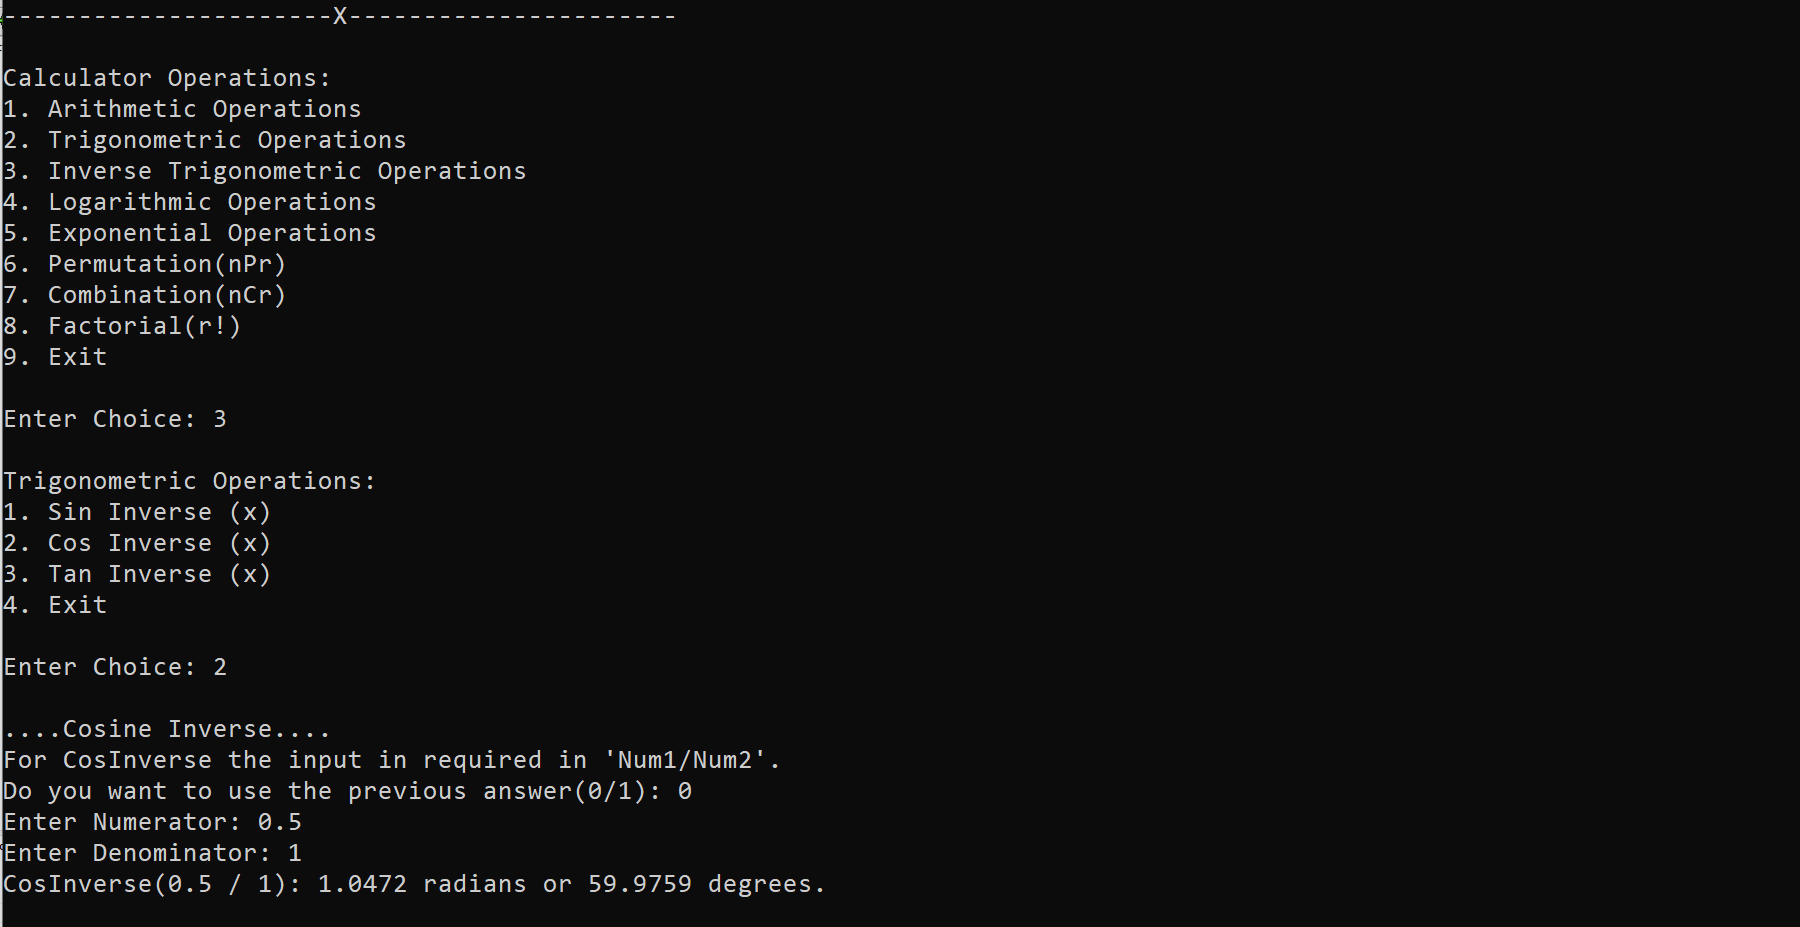 ----------------------X----------------------
Calculator Operations:
1. Arithmetic Operations
2. Trigonometric Operations
3. Inverse Trigonometric Operations
4. Logarithmic Operations
5. Exponential Operations
6. Permutation(nPr)
7. Combination(nCr)
8. Factorial(r!)
9. Exit
Enter Choice: 3
Trigonometric Operations:
1. Sin Inverse (x)
2. Cos Inverse (x)
3. Tan Inverse (x)
4. Exit
Enter Choice: 2
....Cosine Inverse....
For CosInverse the input in required in 'Num1/Num2'.
Do you want to use the previous answer(0/1): 0
Enter Numerator: 0.5
Enter Denominator: 1
CosInverse(0.5 / 1): 1.0472 radians or 59.9759 degrees.